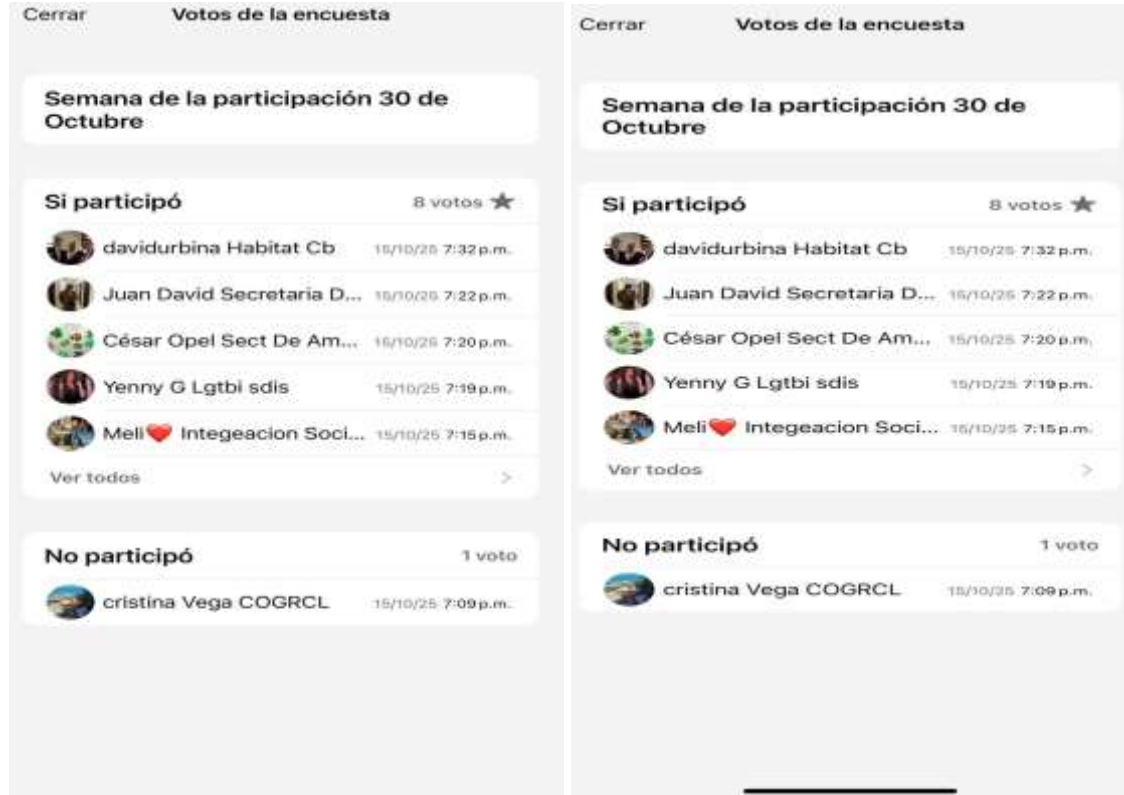 Cerrar Votos de la encuesta
Semana de la participación 30 de
Octubre
Si participó 8 votos
davidurbina Habitat Cb 15/10/25 7:32 p.m.
Juan David Secretaria D... 15/10/25 7:22 p.m.
César Opel Sect De Am... 15/10/25 7:20 p.m.
Yenny G Lgtbi sdis 15/10/25 7:19 p.m.
Meli❤️ Integeacion Soci... 15/10/25 7:15 p.m.
Ver todos >
No participó 1 voto
cristina Vega COGRCL 15/10/25 7:09 p.m.
Cerrar Votos de la encuesta
Semana de la participación 30 de
Octubre
Si participó 8 votos
davidurbina Habitat Cb 15/10/25 7:32 p.m.
Juan David Secretaria D... 15/10/25 7:22 p.m.
César Opel Sect De Am... 15/10/25 7:20 p.m.
Yenny G Lgtbi sdis 15/10/25 7:19 p.m.
Meli❤️ Integeacion Soci... 15/10/25 7:15 p.m.
Ver todos >
No participó 1 voto
cristina Vega COGRCL 15/10/25 7:09 p.m.